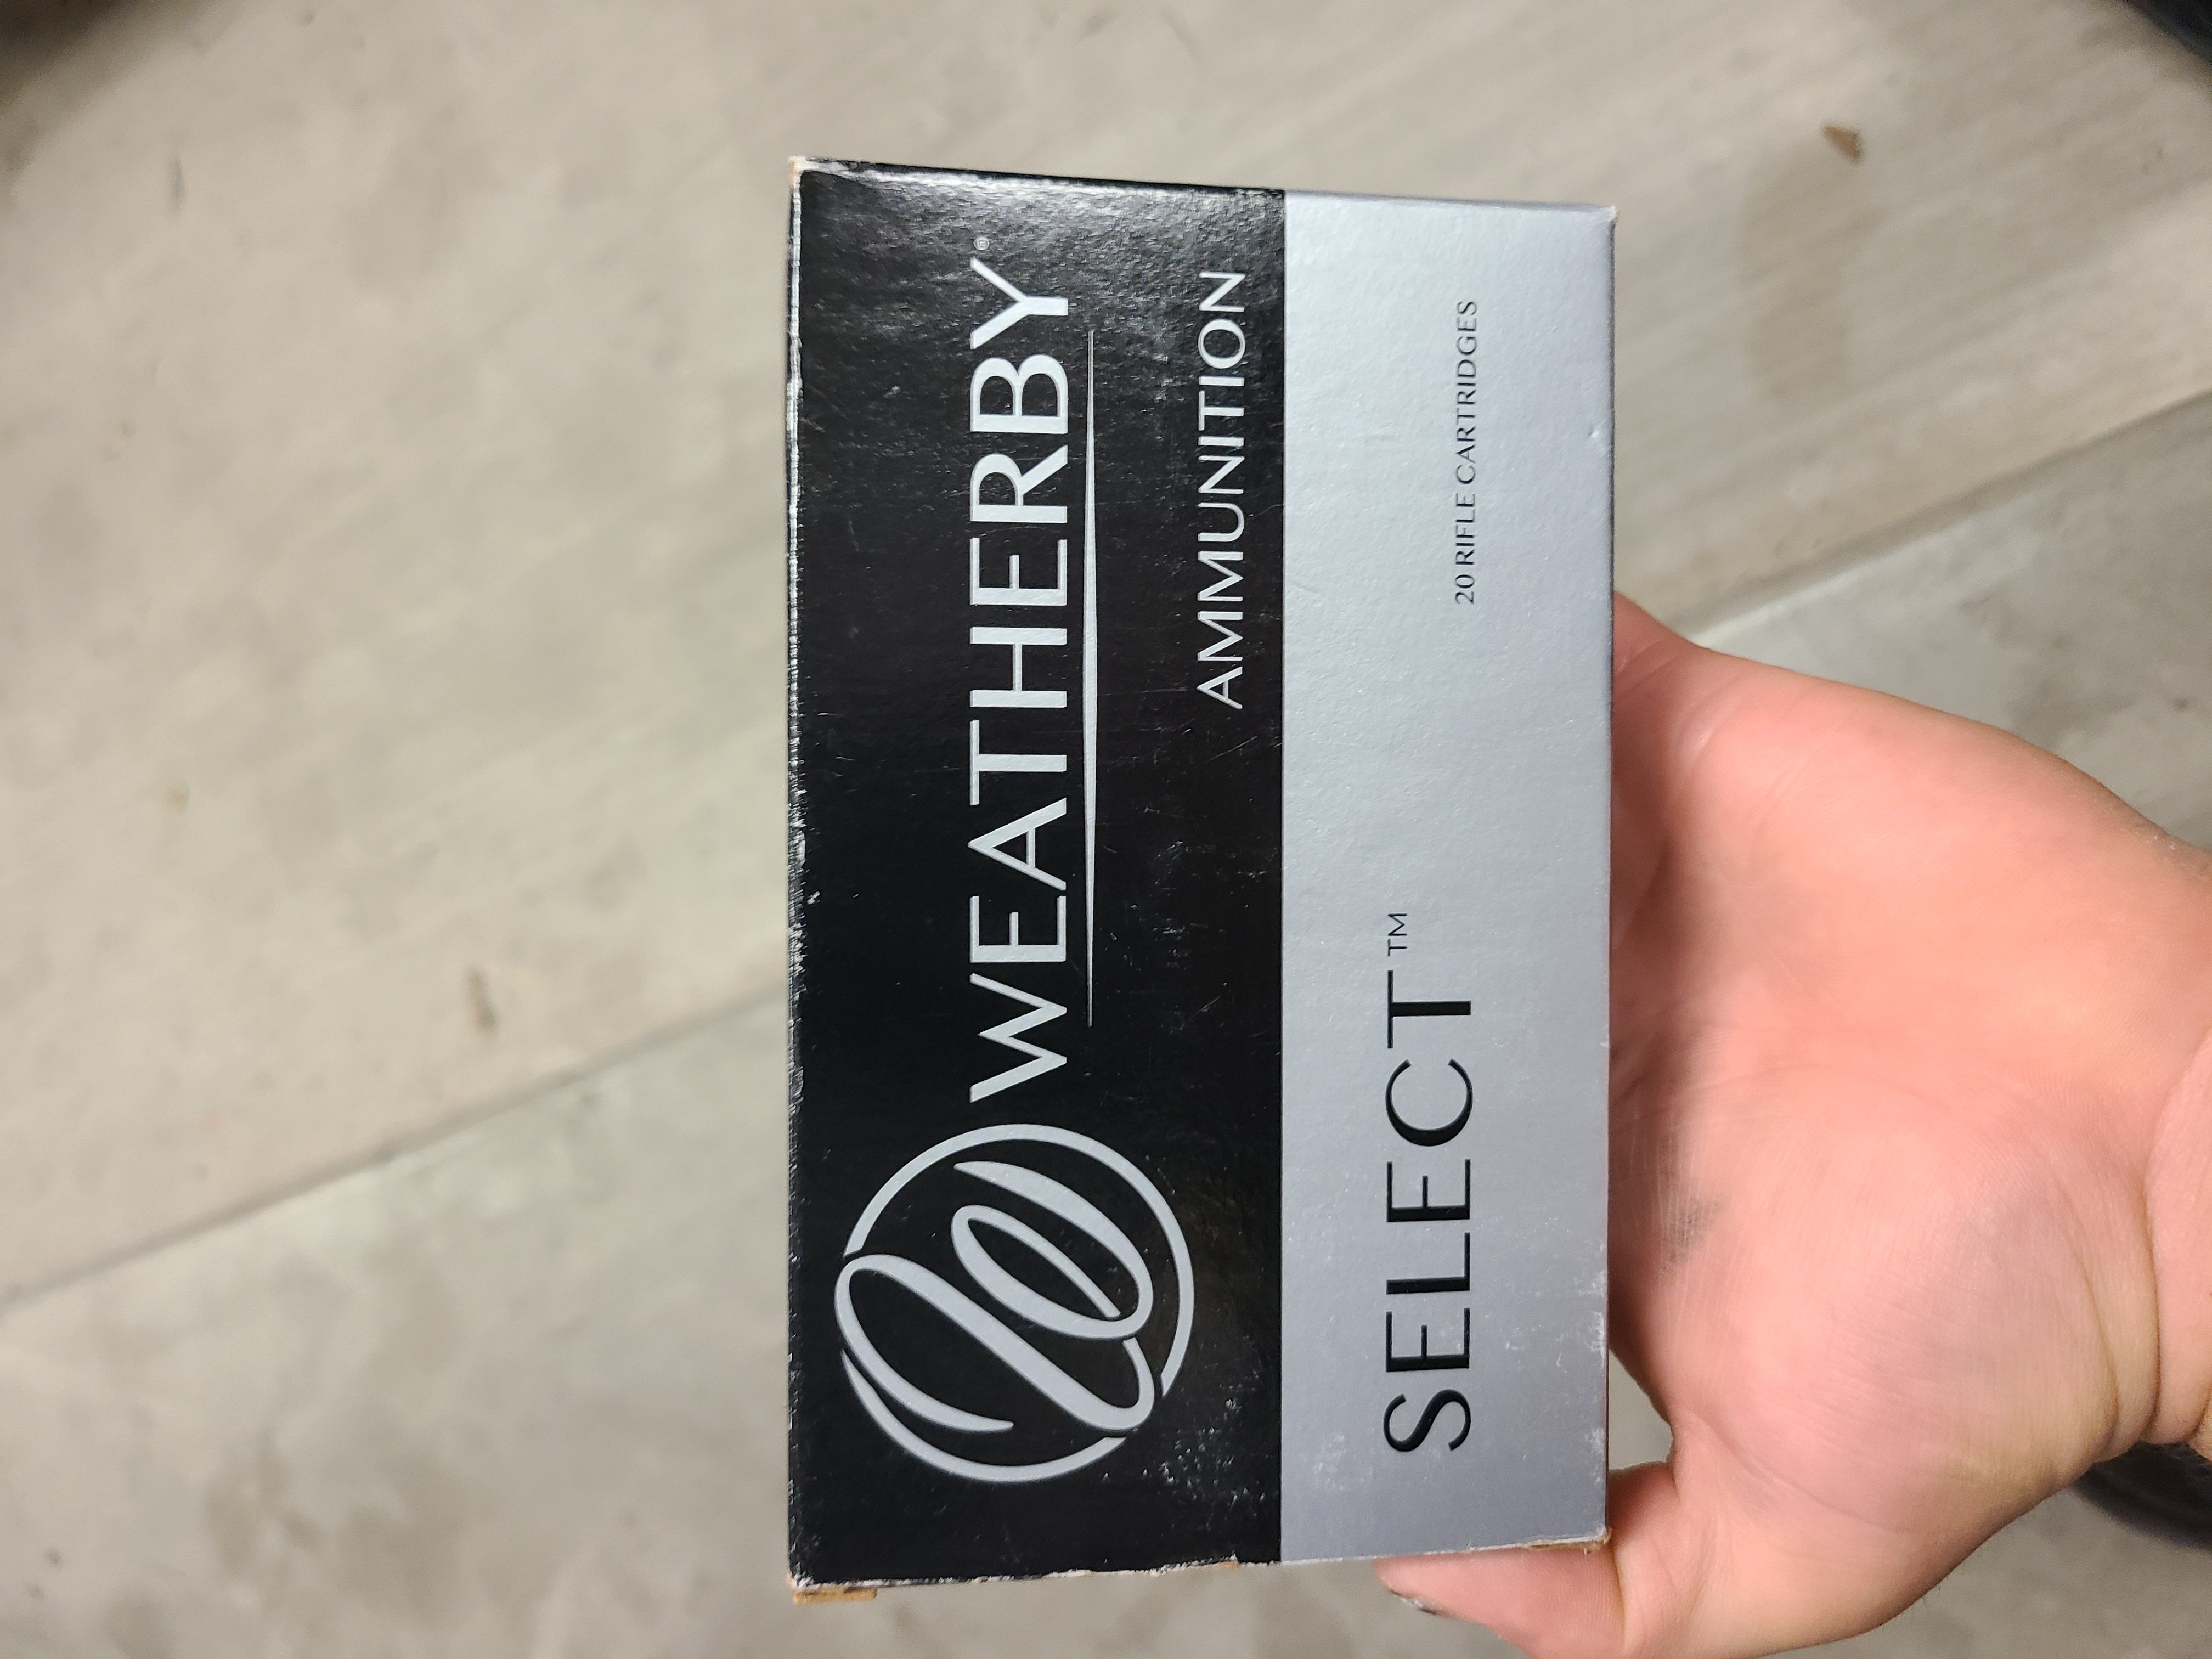 WEATHERBY®
AMMUNITION
SELECT™
20 RIFLE CARTRIDGES